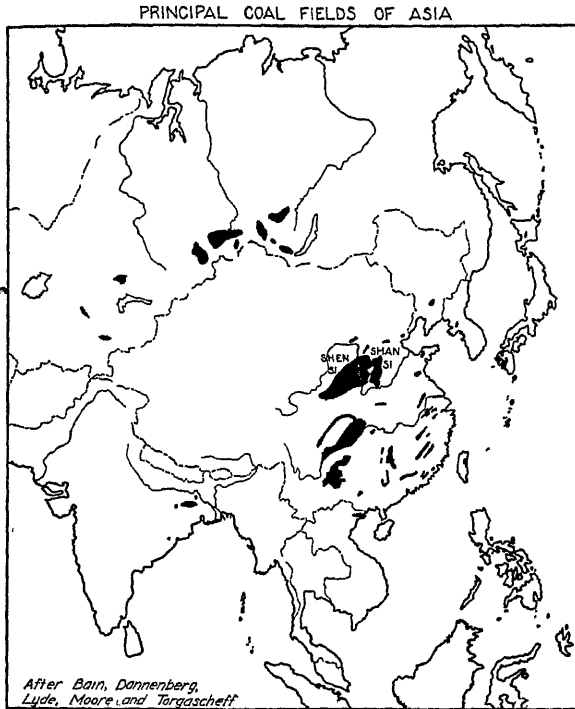 PRINCIPAL COAL FIELDS OF ASIA
SHEN SHAN
SI SI
After Bain, Dannenberg,
Lyde, Moore and Torgascheff